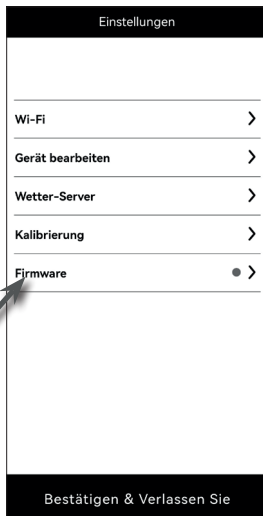 Einstellungen
Wi-Fi
Gerät bearbeiten
Wetter-Server
Kalibrierung
Firmware
Bestätigen & Verlassen Sie